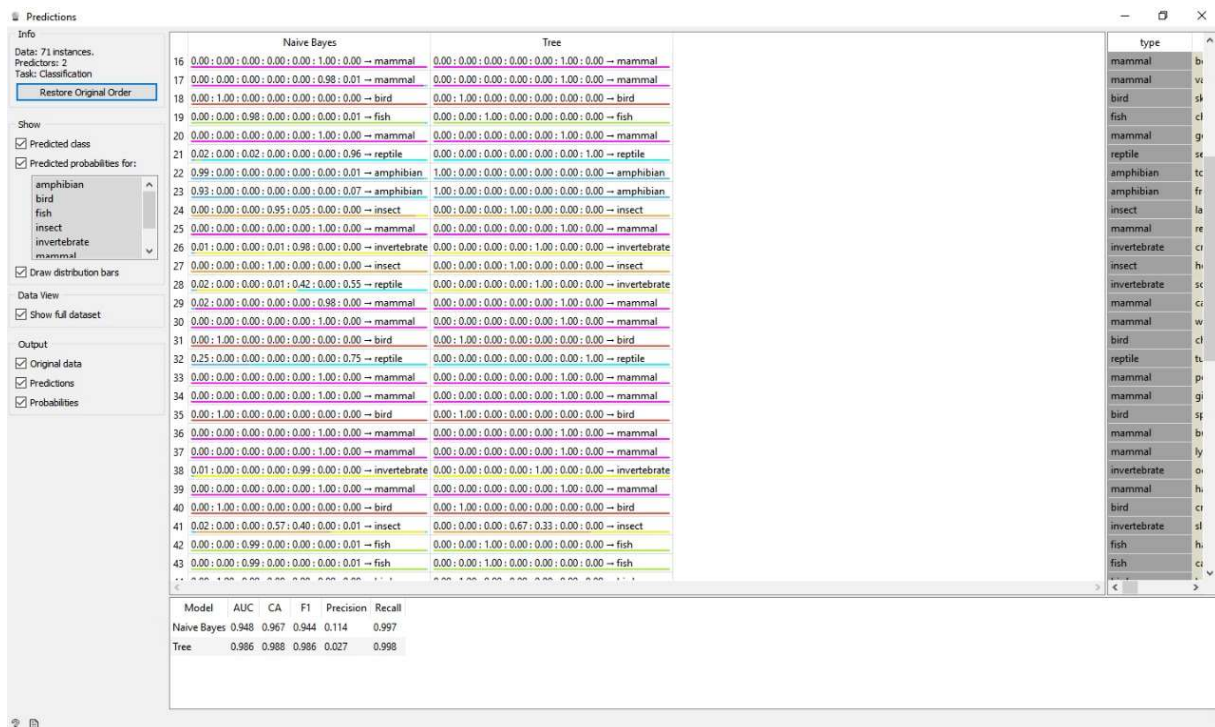 Predictions
Info
Data: 71 instances.
Predictors: 2
Task: Classification
Restore Original Order
Show
Predicted class
Predicted probabilities for:
amphibian
bird
fish
insect
invertebrate
mammal
Draw distribution bars
Data View
Show full dataset
Output
Original data
Predictions
Probabilities
Naive Bayes Tree type
16 0.00 : 0.00 : 0.00 : 0.00 : 0.00 : 1.00 : 0.00 → mammal 0.00 : 0.00 : 0.00 : 0.00 : 0.00 : 1.00 : 0.00 → mammal mammal
17 0.00 : 0.00 : 0.00 : 0.00 : 0.00 : 0.98 : 0.01 → mammal 0.00 : 0.00 : 0.00 : 0.00 : 0.00 : 1.00 : 0.00 → mammal mammal
18 0.00 : 1.00 : 0.00 : 0.00 : 0.00 : 0.00 : 0.00 → bird 0.00 : 1.00 : 0.00 : 0.00 : 0.00 : 0.00 : 0.00 → bird bird
19 0.00 : 0.00 : 0.98 : 0.00 : 0.00 : 0.00 : 0.01 → fish 0.00 : 0.00 : 1.00 : 0.00 : 0.00 : 0.00 : 0.00 → fish fish
20 0.00 : 0.00 : 0.00 : 0.00 : 0.00 : 1.00 : 0.00 → mammal 0.00 : 0.00 : 0.00 : 0.00 : 0.00 : 1.00 : 0.00 → mammal mammal
21 0.02 : 0.00 : 0.02 : 0.00 : 0.00 : 0.00 : 0.96 → reptile 0.00 : 0.00 : 0.00 : 0.00 : 0.00 : 0.00 : 1.00 → reptile reptile
22 0.99 : 0.00 : 0.00 : 0.00 : 0.00 : 0.00 : 0.01 → amphibian 1.00 : 0.00 : 0.00 : 0.00 : 0.00 : 0.00 : 0.00 → amphibian amphibian
23 0.93 : 0.00 : 0.00 : 0.00 : 0.00 : 0.00 : 0.07 → amphibian 1.00 : 0.00 : 0.00 : 0.00 : 0.00 : 0.00 : 0.00 → amphibian amphibian
24 0.00 : 0.00 : 0.00 : 0.95 : 0.05 : 0.00 : 0.00 → insect 0.00 : 0.00 : 0.00 : 1.00 : 0.00 : 0.00 : 0.00 → insect insect
25 0.00 : 0.00 : 0.00 : 0.00 : 0.00 : 1.00 : 0.00 → mammal 0.00 : 0.00 : 0.00 : 0.00 : 0.00 : 1.00 : 0.00 → mammal mammal
26 0.01 : 0.00 : 0.00 : 0.01 : 0.98 : 0.00 : 0.00 → invertebrate 0.00 : 0.00 : 0.00 : 0.00 : 1.00 : 0.00 : 0.00 → invertebrate invertebrate
27 0.00 : 0.00 : 0.00 : 1.00 : 0.00 : 0.00 : 0.00 → insect 0.00 : 0.00 : 0.00 : 1.00 : 0.00 : 0.00 : 0.00 → insect insect
28 0.02 : 0.00 : 0.00 : 0.01 : 0.42 : 0.00 : 0.55 → reptile 0.00 : 0.00 : 0.00 : 0.00 : 1.00 : 0.00 : 0.00 → invertebrate invertebrate
29 0.02 : 0.00 : 0.00 : 0.00 : 0.00 : 0.98 : 0.00 → mammal 0.00 : 0.00 : 0.00 : 0.00 : 0.00 : 1.00 : 0.00 → mammal mammal
30 0.00 : 0.00 : 0.00 : 0.00 : 0.00 : 1.00 : 0.00 → mammal 0.00 : 0.00 : 0.00 : 0.00 : 0.00 : 1.00 : 0.00 → mammal mammal
31 0.00 : 1.00 : 0.00 : 0.00 : 0.00 : 0.00 : 0.00 → bird 0.00 : 1.00 : 0.00 : 0.00 : 0.00 : 0.00 : 0.00 → bird bird
32 0.25 : 0.00 : 0.00 : 0.00 : 0.00 : 0.00 : 0.75 → reptile 0.00 : 0.00 : 0.00 : 0.00 : 0.00 : 0.00 : 1.00 → reptile reptile
33 0.00 : 0.00 : 0.00 : 0.00 : 0.00 : 1.00 : 0.00 → mammal 0.00 : 0.00 : 0.00 : 0.00 : 0.00 : 1.00 : 0.00 → mammal mammal
34 0.00 : 0.00 : 0.00 : 0.00 : 0.00 : 1.00 : 0.00 → mammal 0.00 : 0.00 : 0.00 : 0.00 : 0.00 : 1.00 : 0.00 → mammal mammal
35 0.00 : 1.00 : 0.00 : 0.00 : 0.00 : 0.00 : 0.00 → bird 0.00 : 1.00 : 0.00 : 0.00 : 0.00 : 0.00 : 0.00 → bird bird
36 0.00 : 0.00 : 0.00 : 0.00 : 0.00 : 1.00 : 0.00 → mammal 0.00 : 0.00 : 0.00 : 0.00 : 0.00 : 1.00 : 0.00 → mammal mammal
37 0.00 : 0.00 : 0.00 : 0.00 : 0.00 : 1.00 : 0.00 → mammal 0.00 : 0.00 : 0.00 : 0.00 : 0.00 : 1.00 : 0.00 → mammal mammal
38 0.01 : 0.00 : 0.00 : 0.00 : 0.99 : 0.00 : 0.00 → invertebrate 0.00 : 0.00 : 0.00 : 0.00 : 1.00 : 0.00 : 0.00 → invertebrate invertebrate
39 0.00 : 0.00 : 0.00 : 0.00 : 0.00 : 1.00 : 0.00 → mammal 0.00 : 0.00 : 0.00 : 0.00 : 0.00 : 1.00 : 0.00 → mammal mammal
40 0.00 : 1.00 : 0.00 : 0.00 : 0.00 : 0.00 : 0.00 → bird 0.00 : 1.00 : 0.00 : 0.00 : 0.00 : 0.00 : 0.00 → bird bird
41 0.02 : 0.00 : 0.00 : 0.57 : 0.40 : 0.00 : 0.01 → insect 0.00 : 0.00 : 0.00 : 0.67 : 0.33 : 0.00 : 0.00 → insect invertebrate
42 0.00 : 0.00 : 0.99 : 0.00 : 0.00 : 0.00 : 0.01 → fish 0.00 : 0.00 : 1.00 : 0.00 : 0.00 : 0.00 : 0.00 → fish fish
43 0.00 : 0.00 : 0.99 : 0.00 : 0.00 : 0.00 : 0.01 → fish 0.00 : 0.00 : 1.00 : 0.00 : 0.00 : 0.00 : 0.00 → fish fish
Model AUC CA F1 Precision Recall
Naive Bayes 0.948 0.967 0.944 0.114 0.997
Tree 0.986 0.988 0.986 0.027 0.998